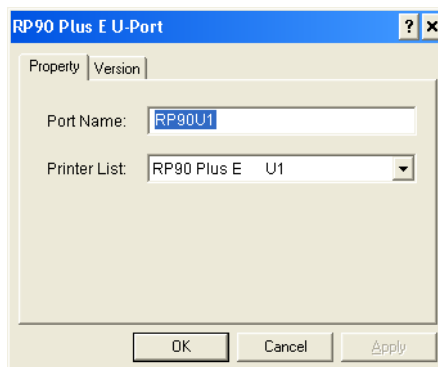 RP90 Plus E U-Port ? ×
Property Version
Port Name: RP90U1
Printer List: RP90 Plus E U1
OK Cancel Apply